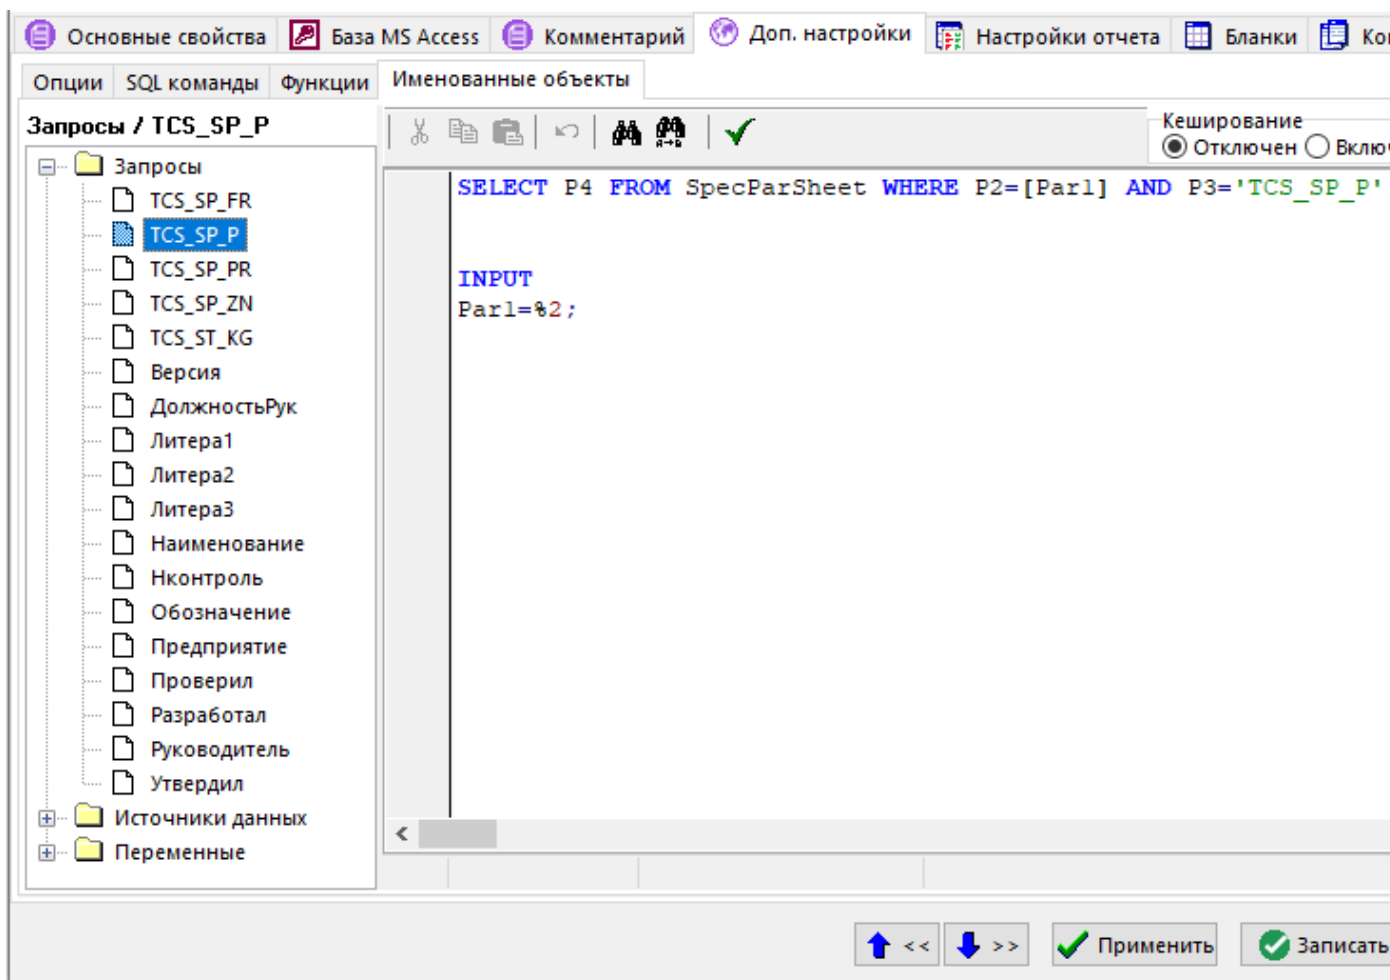 Основные свойства База MS Access Комментарий Доп. настройки Настройки отчета Бланки
Опции SQL команды Функции Именованные объекты
Запросы / TCS_SP_P
Кеширование
Отключен
Запросы
TCS_SP_FR
TCS_SP_P
TCS_SP_PR
TCS_SP_ZN
TCS_ST_KG
Версия
ДолжностьРук
Литера1
Литера2
Литера3
Наименование
Нконтроль
Обозначение
Предприятие
Проверил
Разработал
Руководитель
Утвердил
Источники данных
Переменные
SELECT P4 FROM SpecParSheet WHERE P2=[Par1] AND P3='TCS_SP_P'
INPUT
Par1=%2;
<< >> Применить Записать